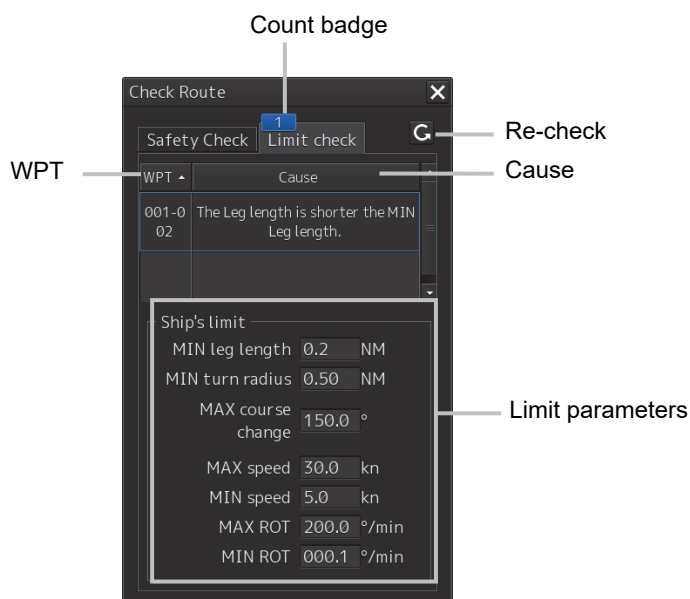 Count badge
Check Route
1
Safety Check
Limit check
Re-check
WPT
Cause
WPT
Cause
001-0
02
The Leg length is shorter the MIN
Leg length.
Ship's limit
MIN leg length 0.2 NM
MIN turn radius 0.50 NM
MAX course
change 150.0 °
Limit parameters
MAX speed 30.0 kn
MIN speed 5.0 kn
MAX ROT 200.0 °/min
MIN ROT 000.1 °/min